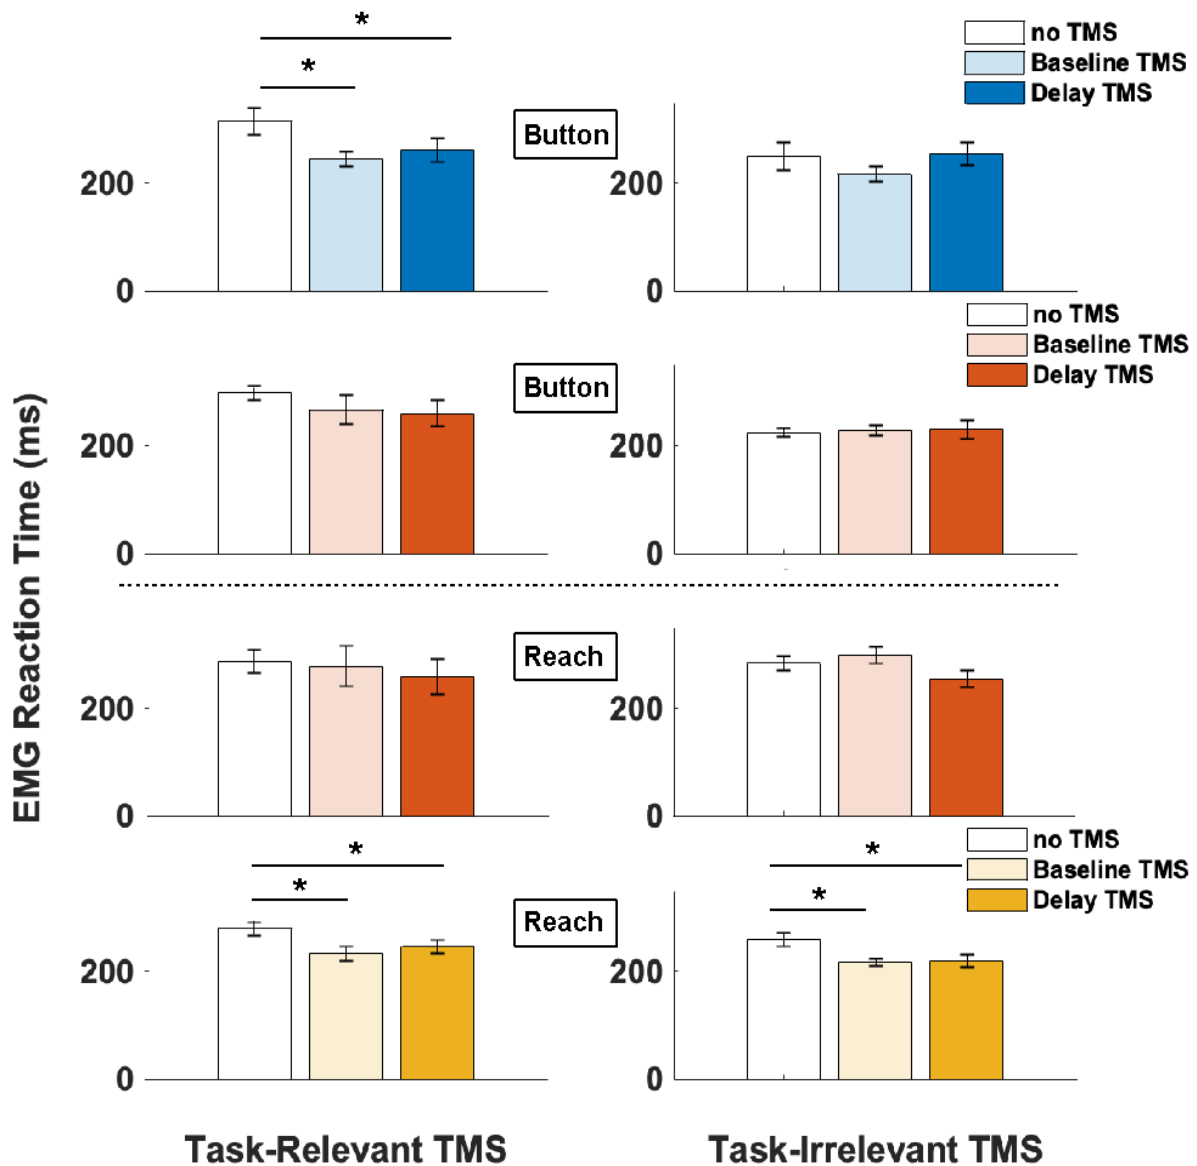 *
*
no TMS
Baseline TMS
Delay TMS
Button
200
200
0
0
no TMS
Baseline TMS
Delay TMS
Button
200
200
0
0
EMG Reaction Time (ms)
Reach
200
200
0
0
no TMS
Baseline TMS
Delay TMS
*
*
*
*
Reach
200
200
0
0
Task-Relevant TMS
Task-Irrelevant TMS